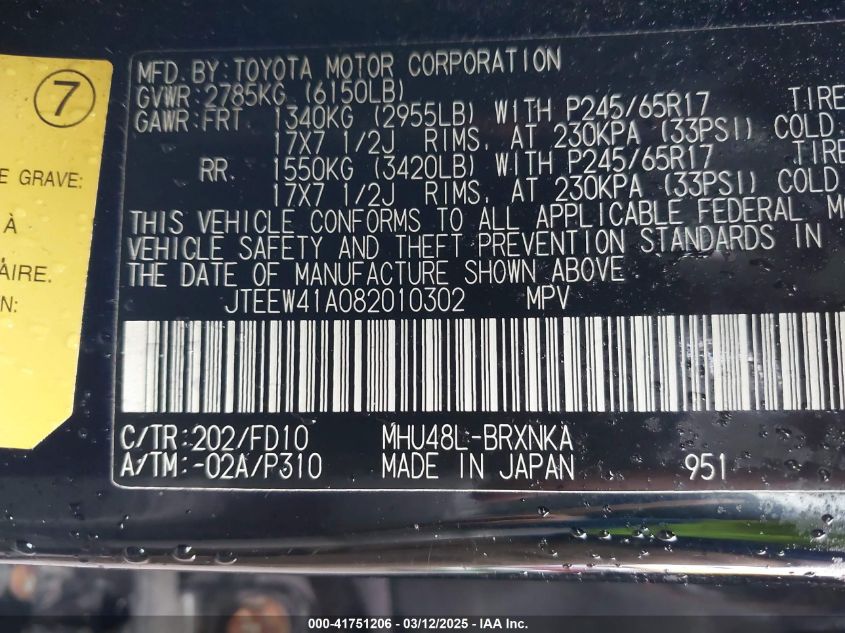 7
E GRAVE:
À
AIRE.
N:
MFD. BY: TOYOTA MOTOR CORPORATION
GVWR: 2785KG (6150LB)
GAWR: FRT 1340KG (2955LB) WITH P245/65R17 TIRE
17X7 1/2J RIMS, AT 230KPA (33PSI) COLD.
RR. 1550KG (3420LB) WITH P245/65R17 TIRE
17X7 1/2J RIMS, AT 230KPA (33PSI) COLD
THIS VEHICLE CONFORMS TO ALL APPLICABLE FEDERAL MO
VEHICLE SAFETY AND THEFT PREVENTION STANDARDS IN
THE DATE OF MANUFACTURE SHOWN ABOVE
JTEEW41A082010302 MPV
C/TR: 202/FD10 MHU48L-BRXNKA
A/TM: -02A/P310 MADE IN JAPAN 951
000-41751206 - 03/12/2025 - IAA, Inc.